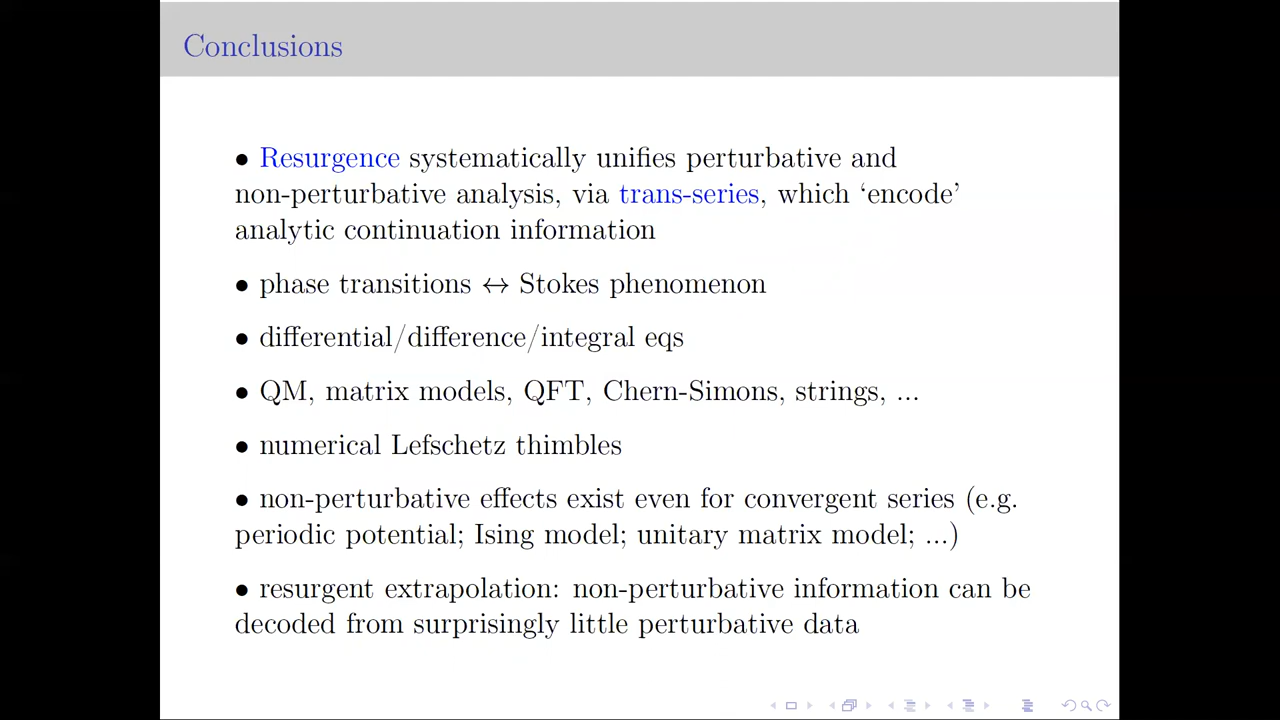 Conclusions
• Resurgence systematically unifies perturbative and
non-perturbative analysis, via trans-series, which ‘encode’
analytic continuation information
• phase transitions ↔ Stokes phenomenon
• differential/difference/integral eqs
• QM, matrix models, QFT, Chern-Simons, strings, ...
• numerical Lefschetz thimbles
• non-perturbative effects exist even for convergent series (e.g.
periodic potential; Ising model; unitary matrix model; ...)
• resurgent extrapolation: non-perturbative information can be
decoded from surprisingly little perturbative data